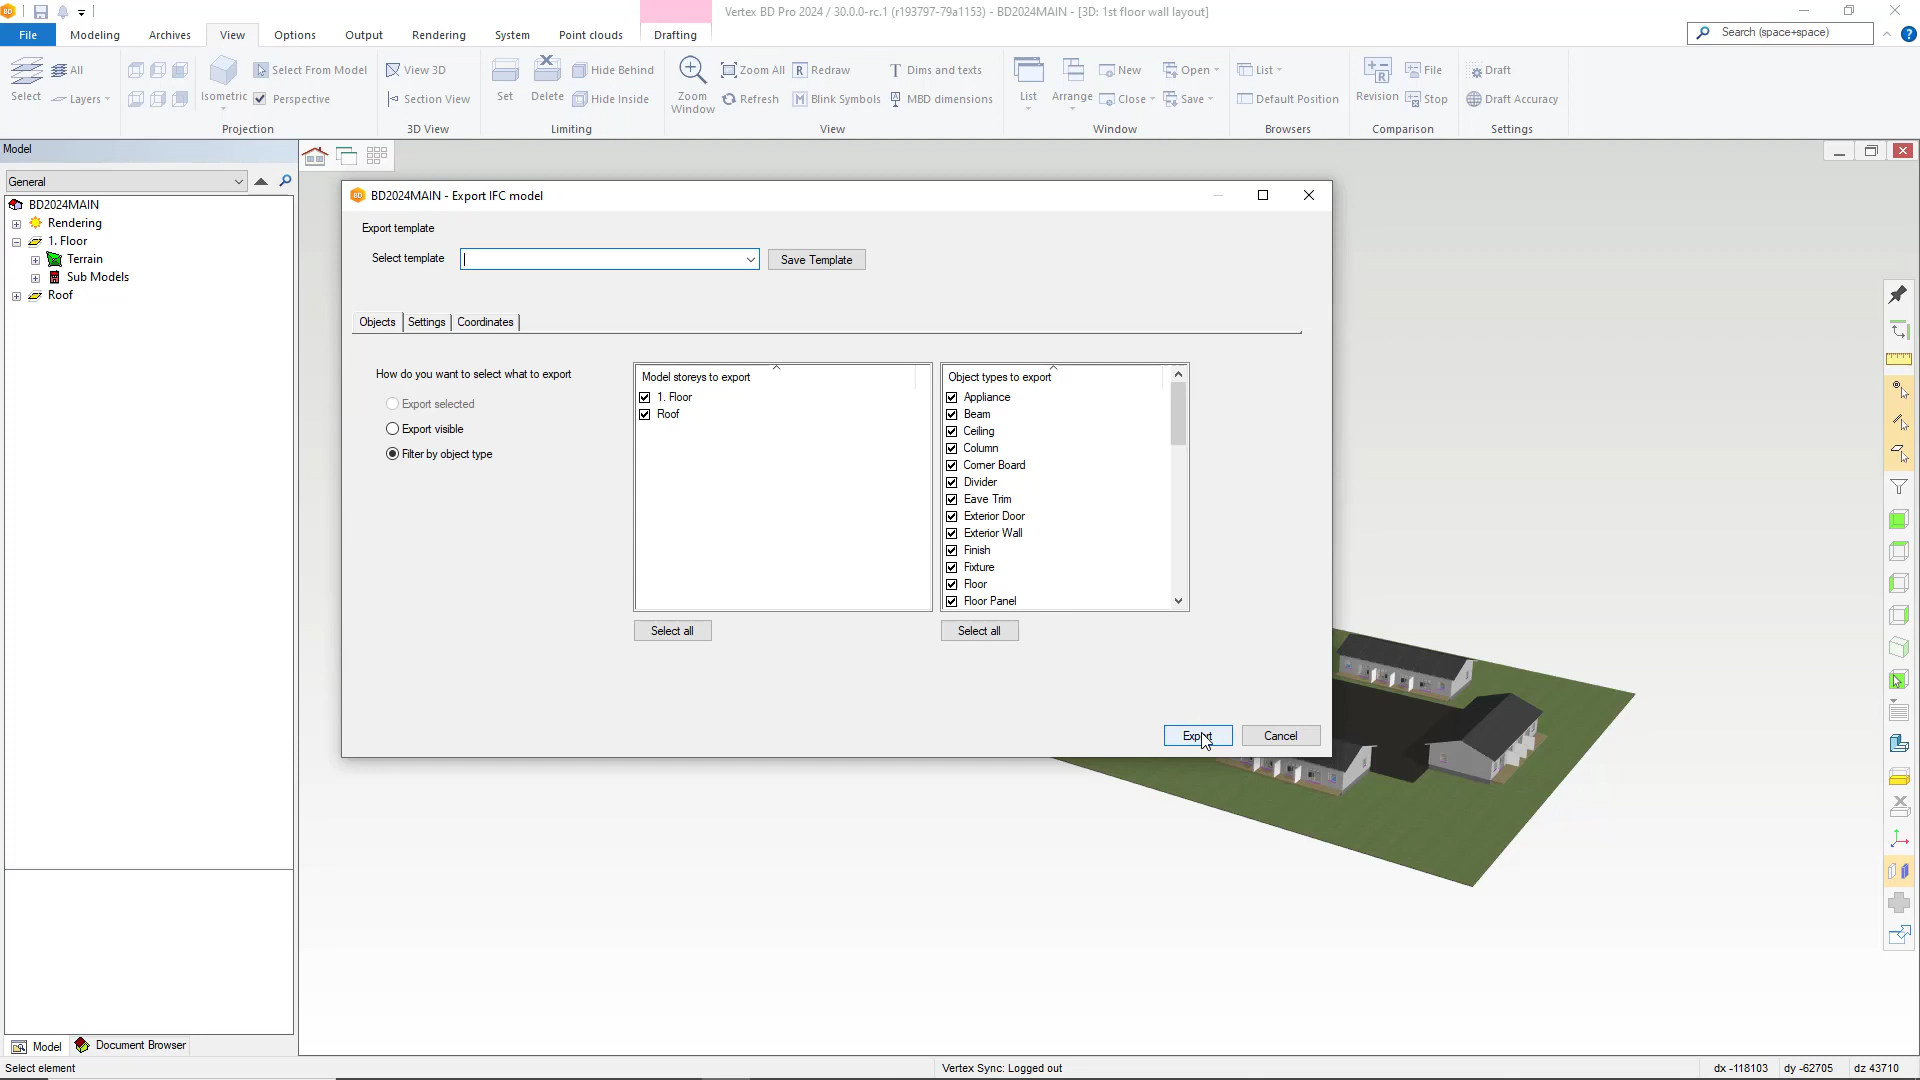 Vertex BD Pro 2024 / 30.0.0-rc.1 (r193797-79a1153) - BD2024MAIN - [3D: 1st floor wall layout]
File Modeling Archives View Options Output Rendering System Point clouds Drafting
Search (space+space)
Select
All
Layers
Isometric
Select From Model
Perspective
Projection
View 3D
Section View
3D View
Set
Delete
Hide Behind
Hide Inside
Limiting
Zoom Window
Zoom All
Refresh
Redraw
Blink Symbols
Dims and texts
MBD dimensions
View
List
Arrange
New
Close
Open
Save
Window
List
Default Position
Browsers
Revision
File
Stop
Comparison
Draft
Draft Accuracy
Settings
Model
General
BD2024MAIN
Rendering
1. Floor
Terrain
Sub Models
Roof
BD2024MAIN - Export IFC model
Export template
Select template
Save Template
Objects Settings Coordinates
How do you want to select what to export
Export selected
Export visible
Filter by object type
Model storeys to export
1. Floor
Roof
Select all
Object types to export
Appliance
Beam
Ceiling
Column
Corner Board
Divider
Eave Trim
Exterior Door
Exterior Wall
Finish
Fixture
Floor
Floor Panel
Select all
Export
Cancel
Model Document Browser
Select element
Vertex Sync: Logged out
dx -118103 dy -62705 dz 43710